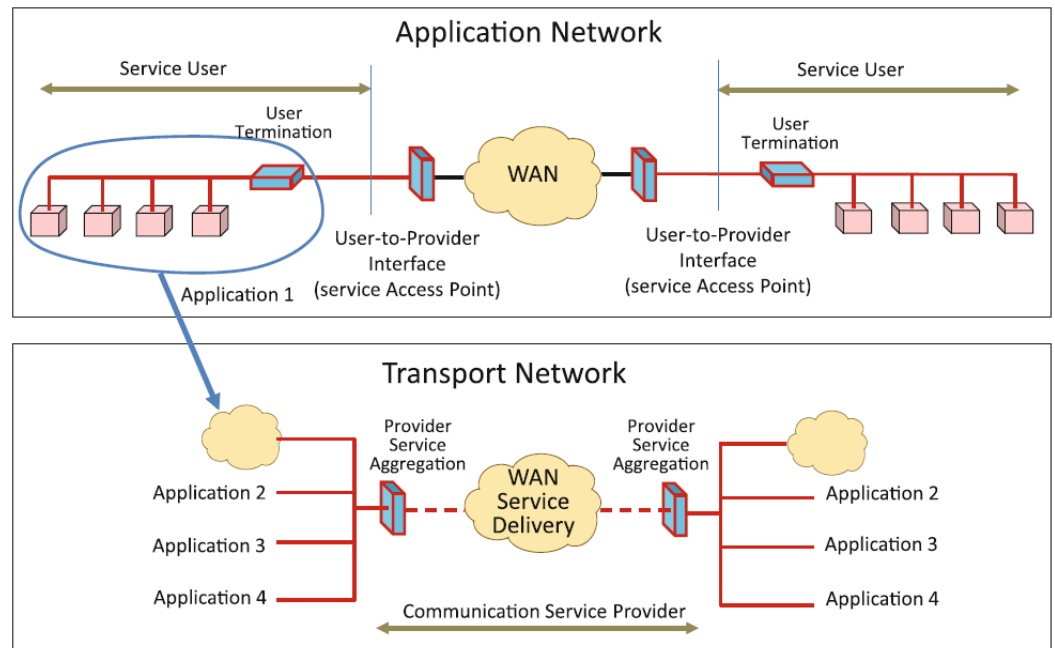 Application Network
Service User
Service User
User
Termination
User
Termination
WAN
User-to-Provider
Interface
(service Access Point)
User-to-Provider
Interface
(service Access Point)
Application 1
Transport Network
Provider
Service
Aggregation
Provider
Service
Aggregation
WAN
Service
Delivery
Application 2
Application 3
Application 4
Application 2
Application 3
Application 4
Communication Service Provider